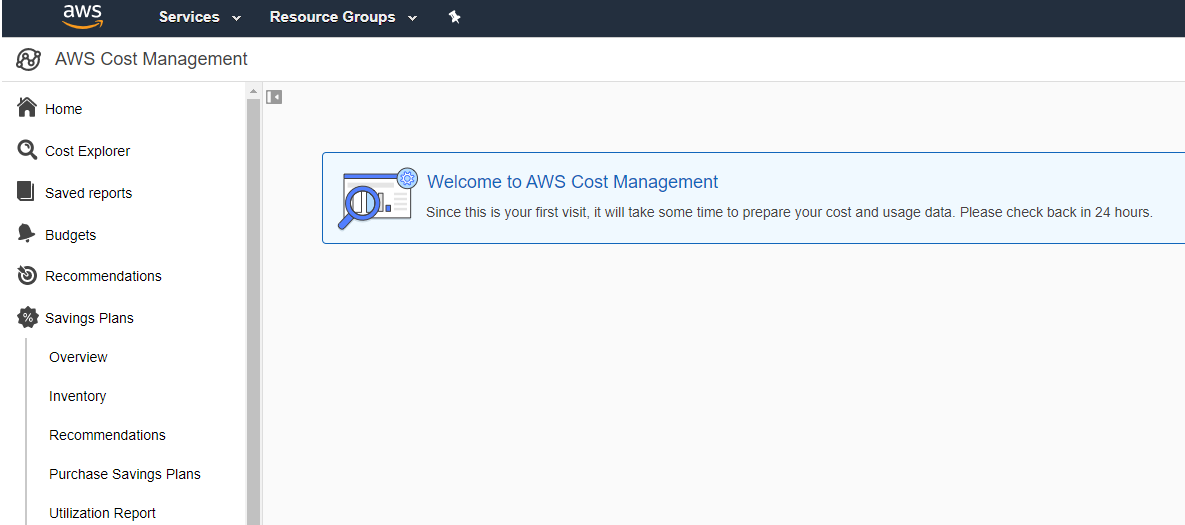 aws Services Resource Groups
AWS Cost Management
Home
Cost Explorer
Saved reports
Budgets
Recommendations
% Savings Plans
Overview
Inventory
Recommendations
Purchase Savings Plans
Utilization Report
Welcome to AWS Cost Management
Since this is your first visit, it will take some time to prepare your cost and usage data. Please check back in 24 hours.